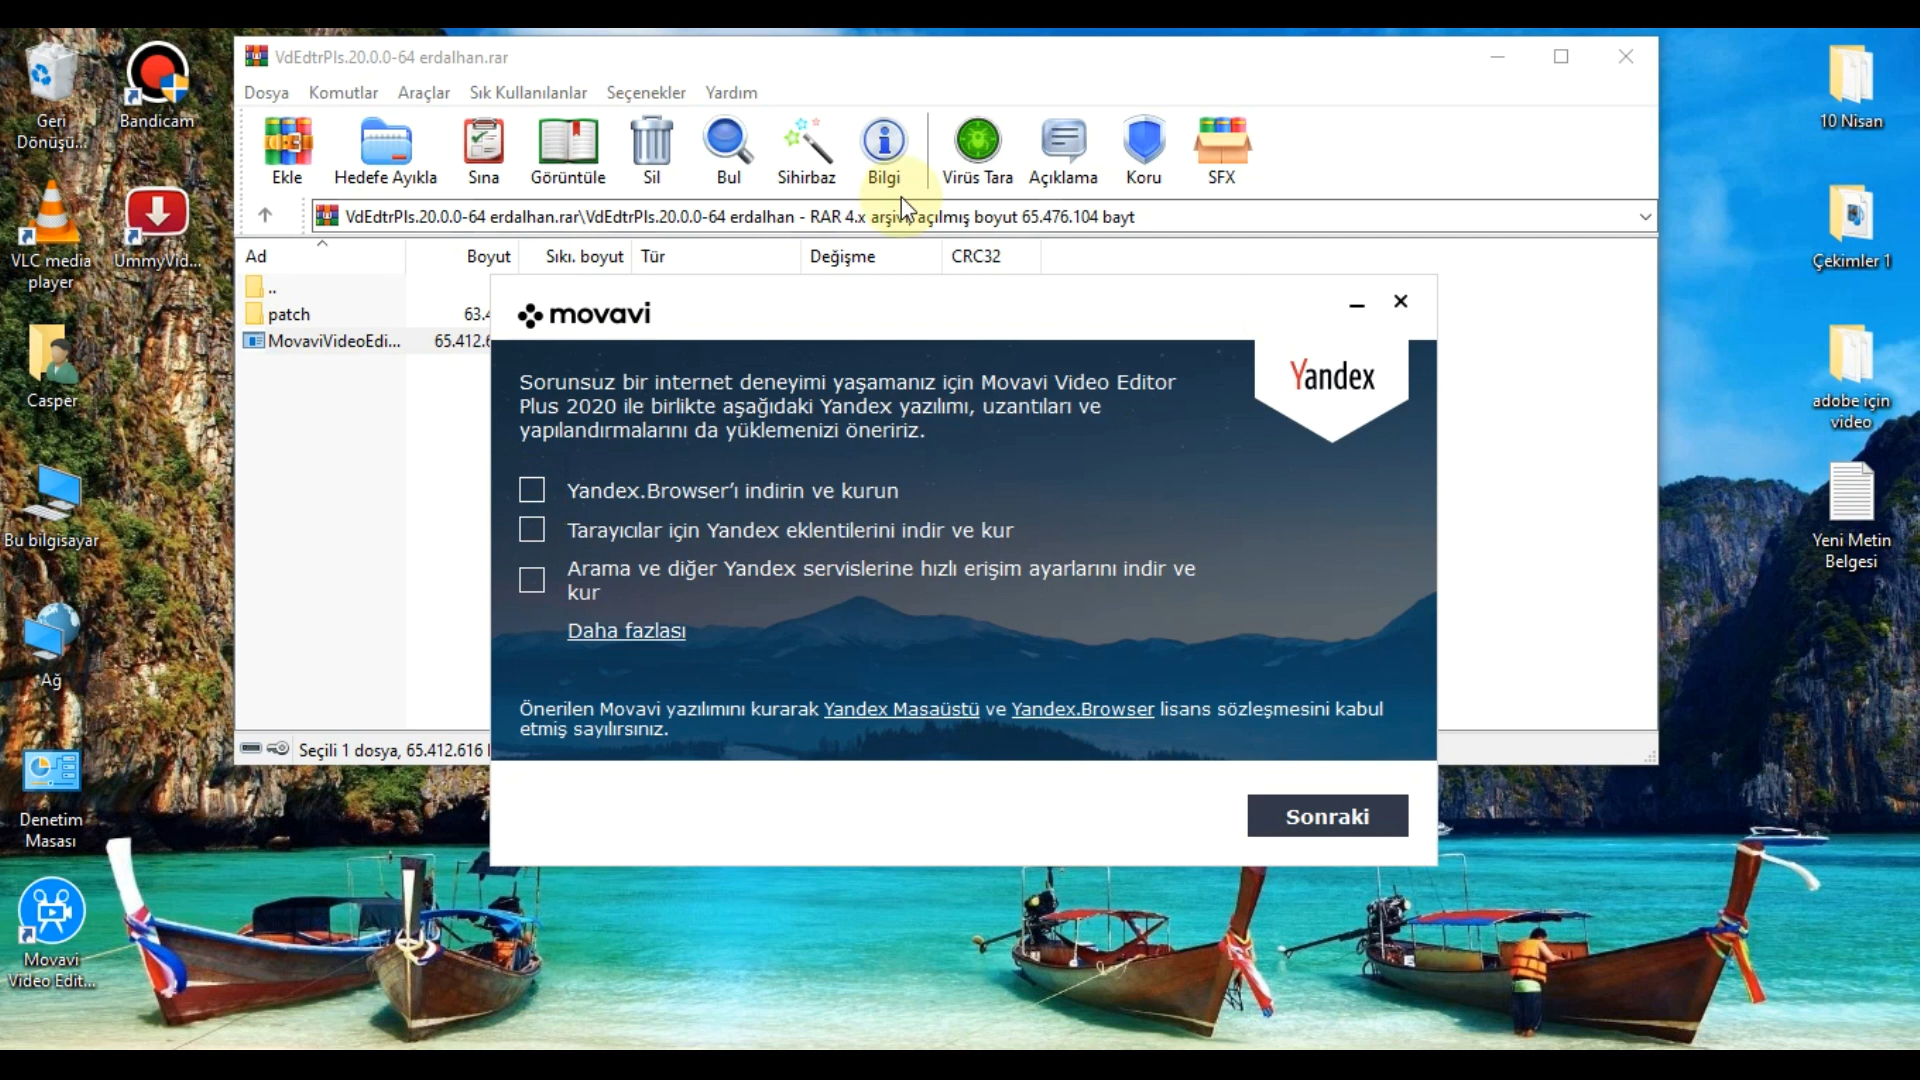 VdEdtrPls.20.0.0-64 erdalhan.rar
Dosya Komutlar Araçlar Sık Kullanılanlar Seçenekler Yardım
Ekle Hedefe Ayıkla Sına Görüntüle Sil Bul Sihirbaz Bilgi Virüs Tara Açıklama Koru SFX
VdEdtrPls.20.0.0-64 erdalhan.rar\VdEdtrPls.20.0.0-64 erdalhan - RAR 4.x arşivi, açılmış boyut 65.476.104 bayt
Ad Boyut Sıkı. boyut Tür Değişme CRC32
..
patch 63.4
MovaviVideoEdi... 65.412.6
Seçili 1 dosya, 65.412.616
movavi
Yandex
Sorunsuz bir internet deneyimi yaşamanız için Movavi Video Editor
Plus 2020 ile birlikte aşağıdaki Yandex yazılımı, uzantıları ve
yapılandırmalarını da yüklemenizi öneririz.
Yandex.Browser’ı indirin ve kurun
Tarayıcılar için Yandex eklentilerini indir ve kur
Arama ve diğer Yandex servislerine hızlı erişim ayarlarını indir ve
kur
Daha fazlası
Önerilen Movavi yazılımını kurarak Yandex Masaüstü ve Yandex.Browser lisans sözleşmesini kabul
etmiş sayılırsınız.
Sonraki
Geri
Dönüşü...
Bandicam
VLC media
player
UmmyVid...
Casper
Bu bilgisayar
Ağ
Denetim
Masası
Movavi
Video Edit...
10 Nisan
Çekimler 1
adobe için
video
Yeni Metin
Belgesi